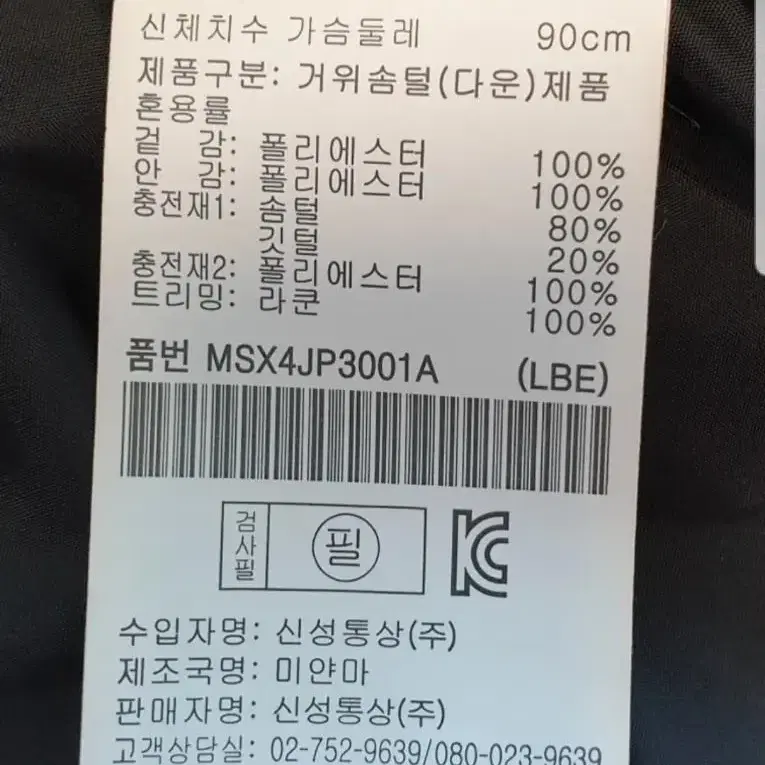 신체치수 가슴둘레 90cm
제품구분: 거위솜털(다운)제품
혼용률
겉 감: 폴리에스터 100%
안 감: 폴리에스터 100%
충전재1: 솜털 80%
깃털 20%
충전재2: 폴리에스터 100%
트리밍: 라쿤 100%
품번 MSX4JP3001A (LBE)
검사필 필
KC
수입자명: 신성통상(주)
제조국명: 미얀마
판매자명: 신성통상(주)
고객상담실: 02-752-9639/080-023-9639